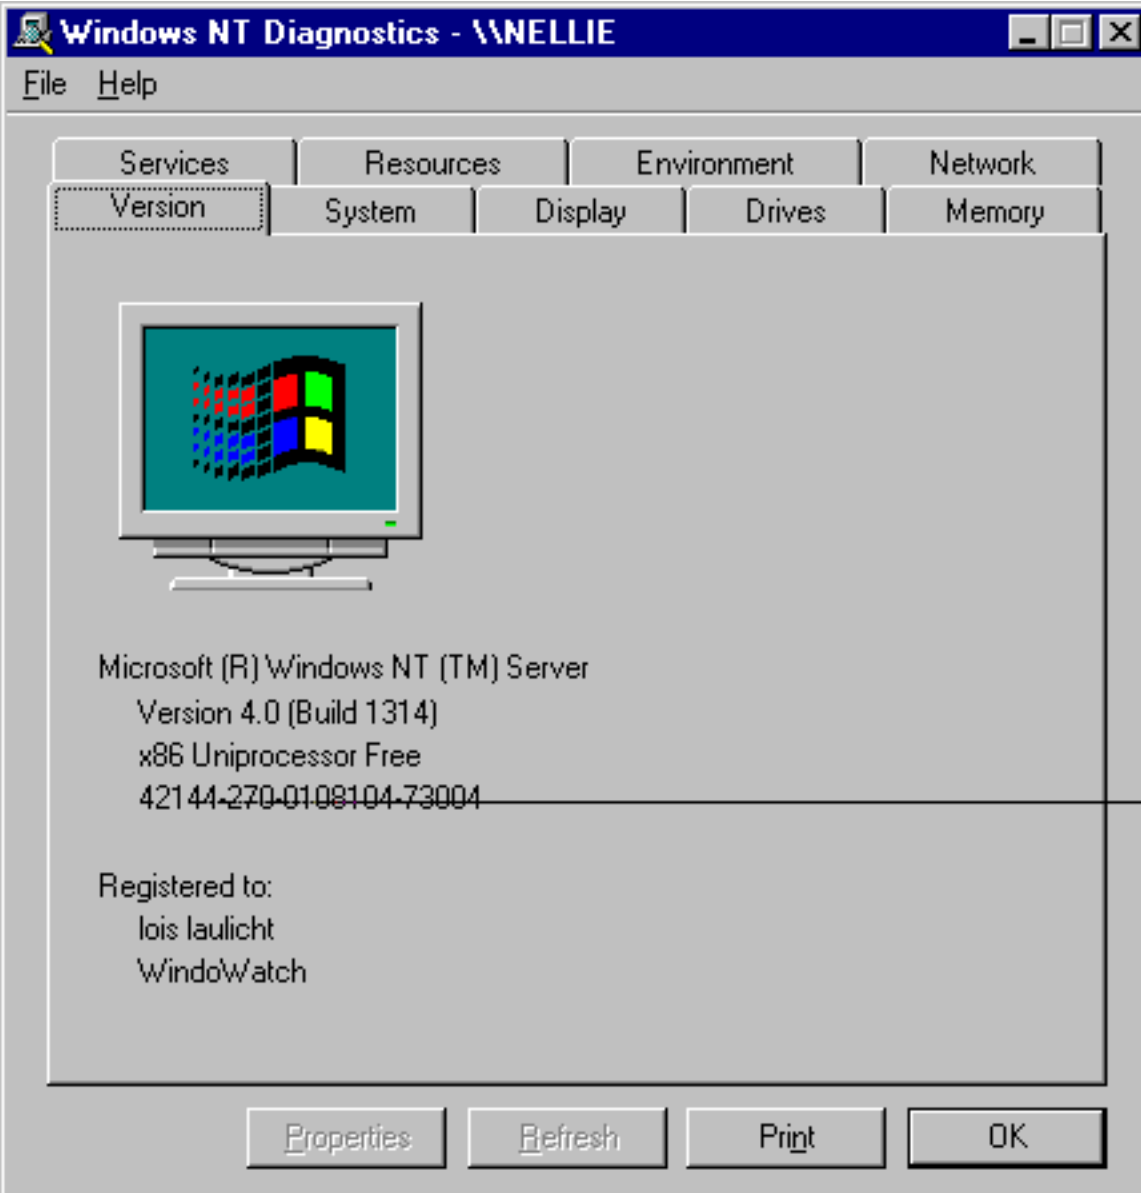 Windows NT Diagnostics - \\NELLIE
File Help
Services Resources Environment Network
Version System Display Drives Memory
Microsoft (R) Windows NT (TM) Server
Version 4.0 (Build 1314)
x86 Uniprocessor Free
42144-270-0108104-73004
Registered to:
lois laulicht
WindoWatch
Properties Refresh Print OK